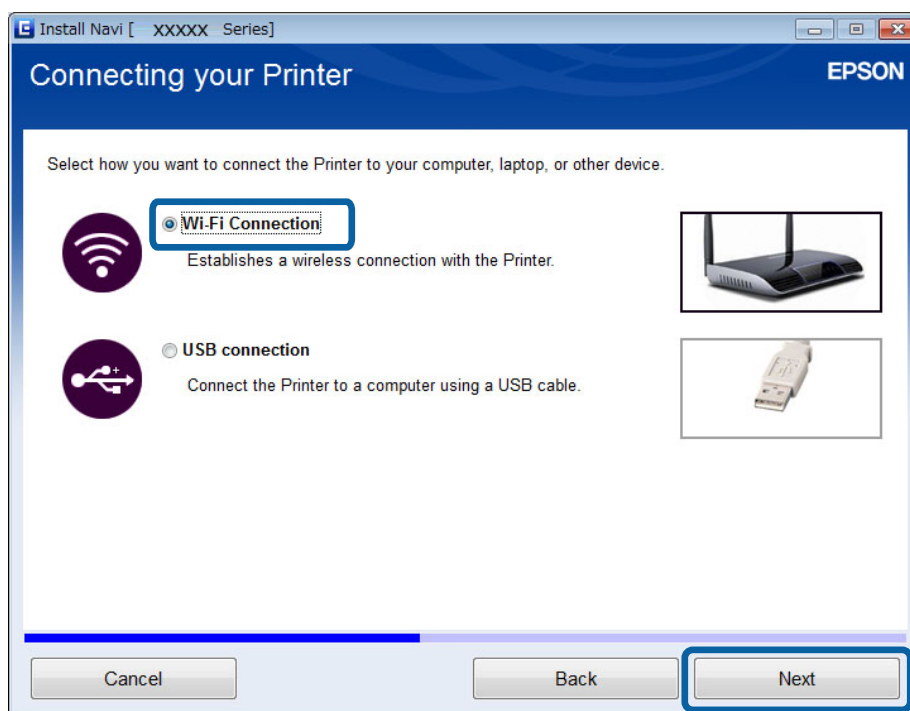 Install Navi [ XXXXX Series]
Connecting your Printer
EPSON
Select how you want to connect the Printer to your computer, laptop, or other device.
Wi-Fi Connection
Establishes a wireless connection with the Printer.
USB connection
Connect the Printer to a computer using a USB cable.
Cancel
Back
Next